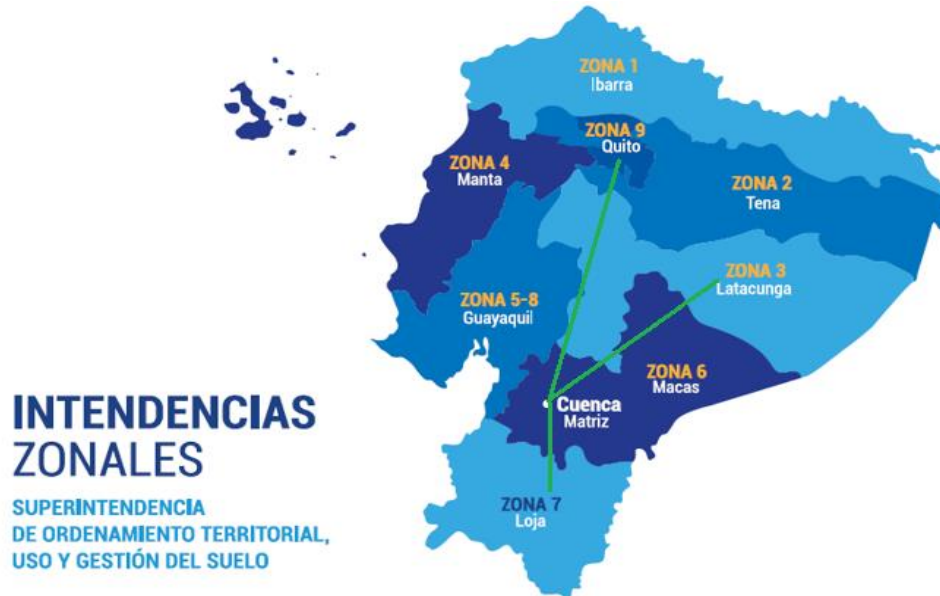 ZONA 1
Ibarra
ZONA 9
Quito
ZONA 4
Manta
ZONA 2
Tena
ZONA 3
Latacunga
ZONA 5-8
Guayaquil
ZONA 6
Macas
Cuenca
Matriz
ZONA 7
Loja
INTENDENCIAS
ZONALES
SUPERINTENDENCIA
DE ORDENAMIENTO TERRITORIAL,
USO Y GESTIÓN DEL SUELO